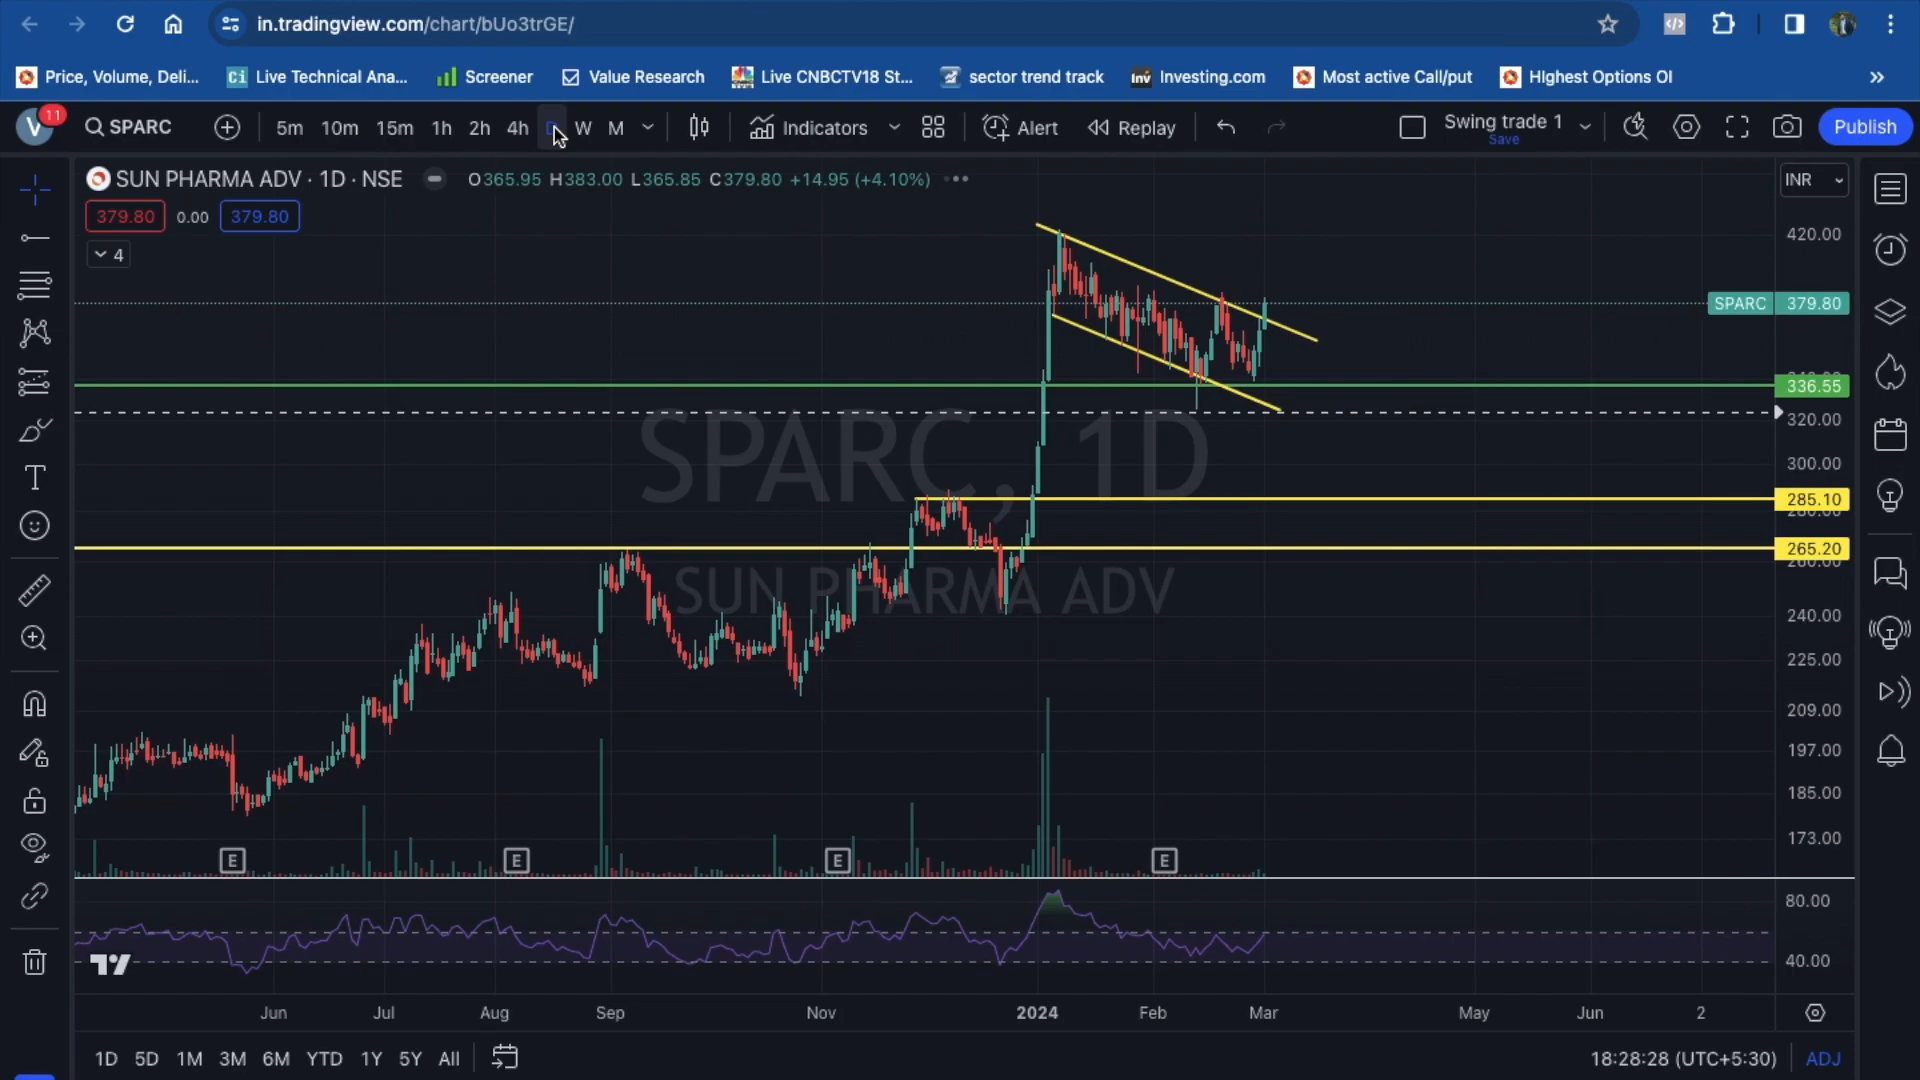 in.tradingview.com/chart/bUo3trGE/
Price, Volume, Deli... Live Technical Ana... Screener Value Research Live CNBCTV18 St... sector trend track Investing.com Most active Call/put HIghest Options OI »
V 11 SPARC 5m 10m 15m 1h 2h 4h D W M Indicators Alert Replay Swing trade 1 Publish
Save
SUN PHARMA ADV · 1D · NSE O365.95 H383.00 L365.85 C379.80 +14.95 (+4.10%) INR
379.80 0.00 379.80
4
420.00
SPARC 379.80
336.55
320.00
SPARC, 1D
300.00
285.10
280.00
265.20
260.00
SUN PHARMA ADV
240.00
225.00
209.00
197.00
185.00
173.00
E E E E
80.00
40.00
Jun Jul Aug Sep Nov 2024 Feb Mar May Jun 2
1D 5D 1M 3M 6M YTD 1Y 5Y All 18:28:28 (UTC+5:30) ADJ